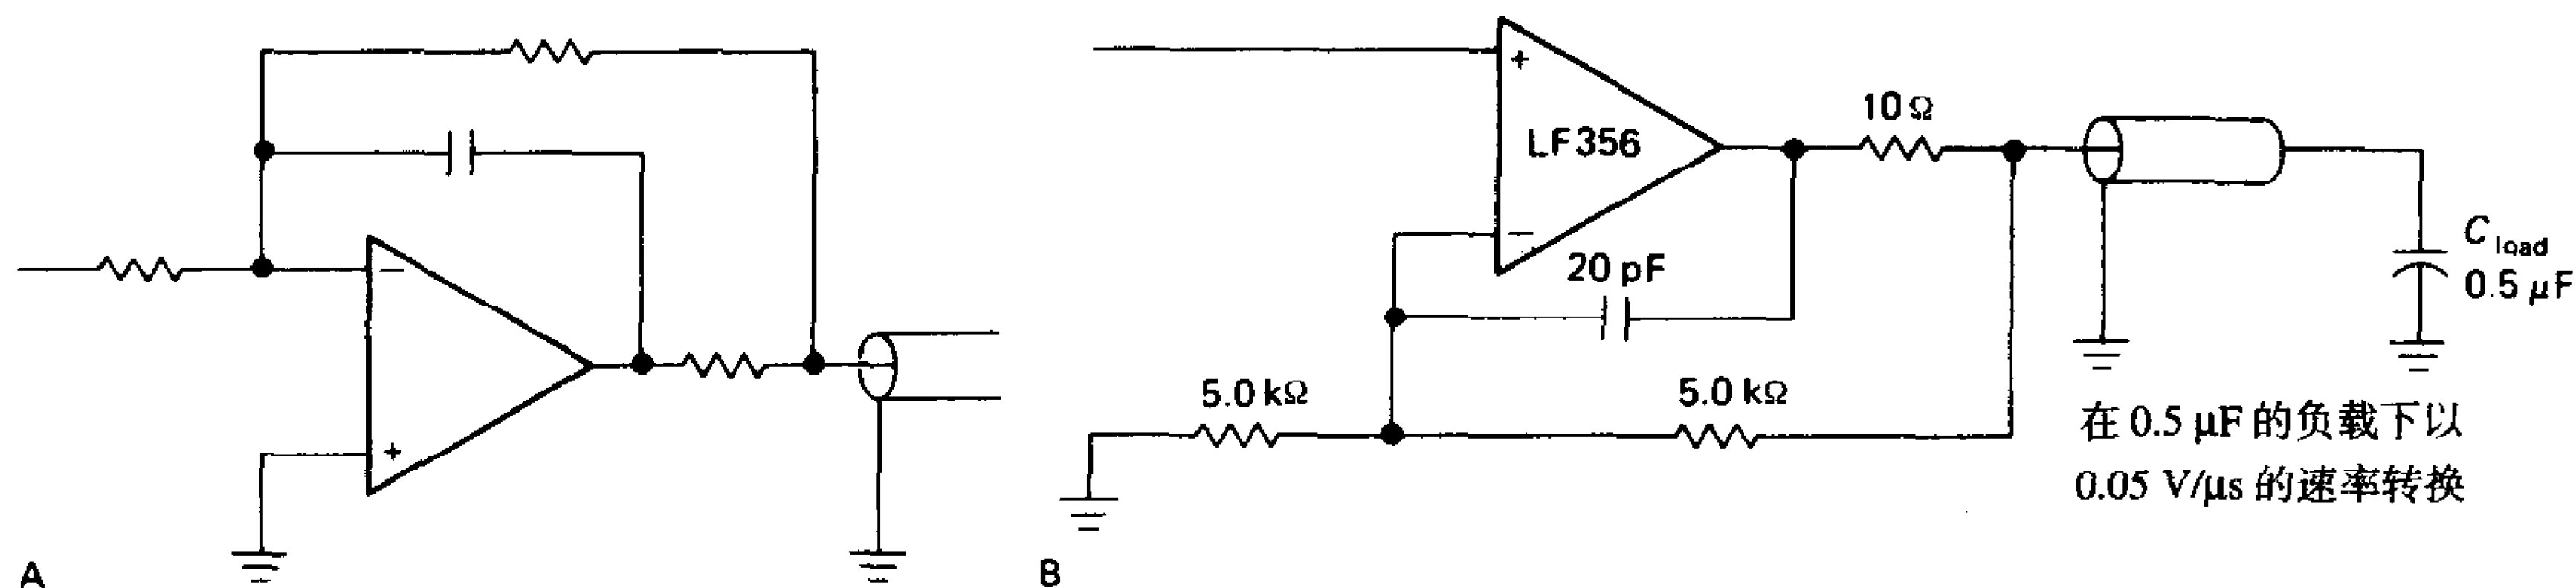 −
+
A
+
LF356
−
10 Ω
20 pF
5.0 kΩ
5.0 kΩ
C load
0.5 μF
在 0.5 μF 的负载下以
0.05 V/μs 的速率转换
B